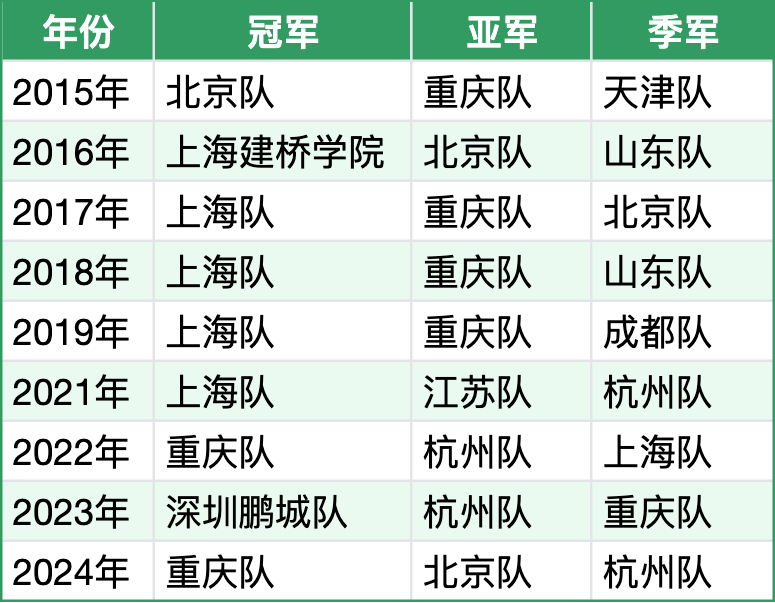 年份 冠军 亚军 季军
2015年 北京队 重庆队 天津队
2016年 上海建桥学院 北京队 山东队
2017年 上海队 重庆队 北京队
2018年 上海队 重庆队 山东队
2019年 上海队 重庆队 成都队
2021年 上海队 江苏队 杭州队
2022年 重庆队 杭州队 上海队
2023年 深圳鹏城队 杭州队 重庆队
2024年 重庆队 北京队 杭州队